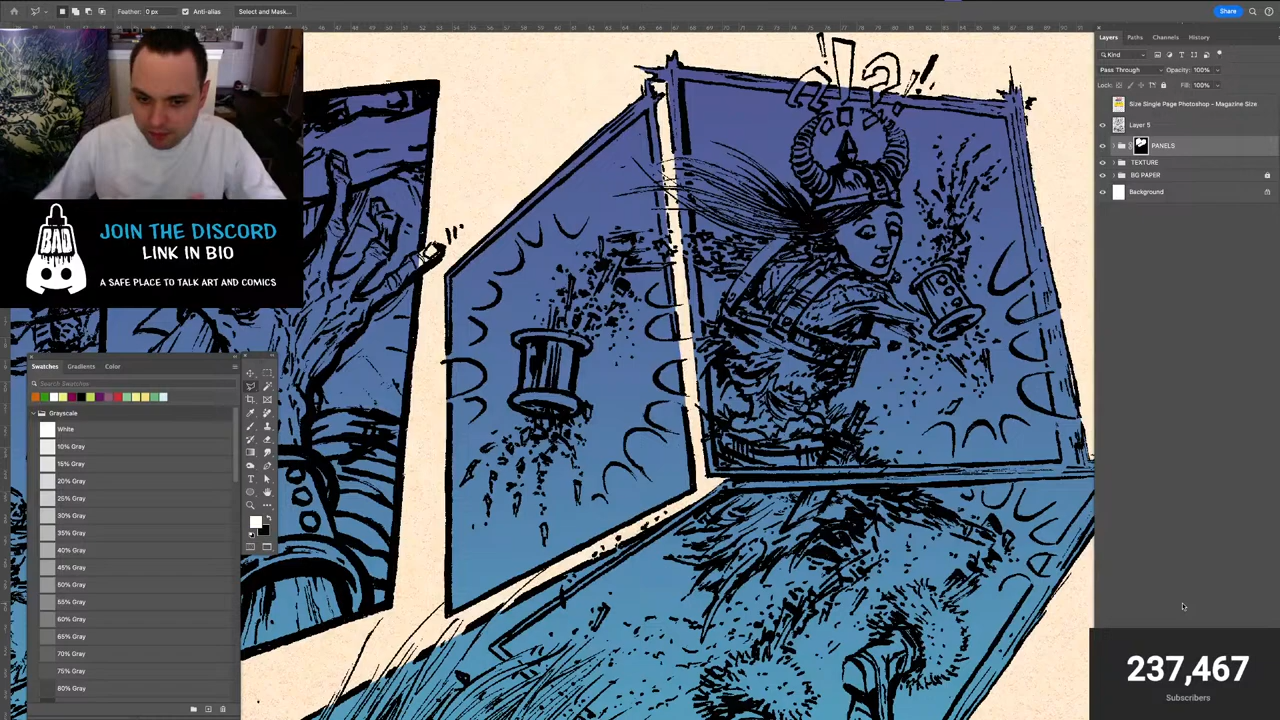 Feather: 0 px
Anti-alias
Select and Mask...
Share
BAD
JOIN THE DISCORD
LINK IN BIO
A SAFE PLACE TO TALK ART AND COMICS
!?!
Swatches
Gradients
Color
Search Swatches
Grayscale
White
10% Gray
15% Gray
20% Gray
25% Gray
30% Gray
35% Gray
40% Gray
45% Gray
50% Gray
55% Gray
60% Gray
65% Gray
70% Gray
75% Gray
80% Gray
Layers
Paths
Channels
History
Kind
Pass Through
Opacity: 100%
Lock:
Fill: 100%
Size Single Page Photoshop - Magazine Size
Layer 5
PANELS
TEXTURE
BG PAPER
Background
237,467
Subscribers